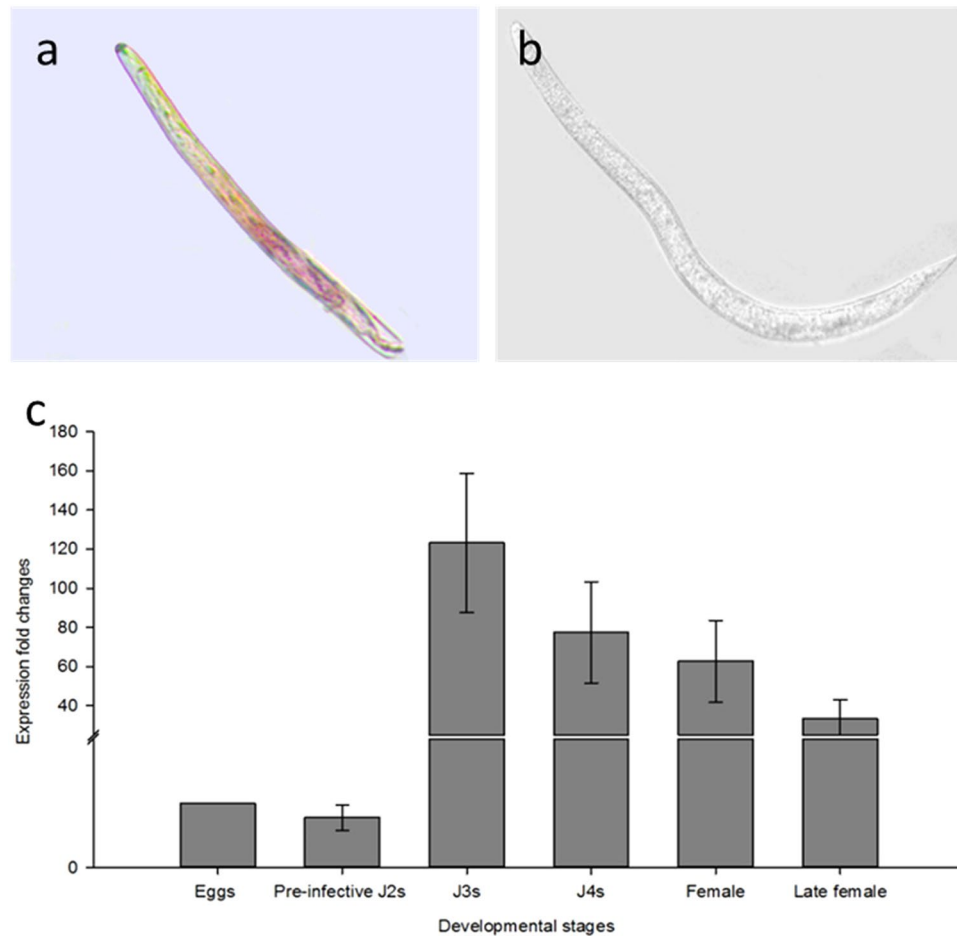 a
b
c
180
160
140
120
100
80
60
40
0
Expression fold changes
Eggs Pre-infective J2s J3s J4s Female Late female
Developmental stages